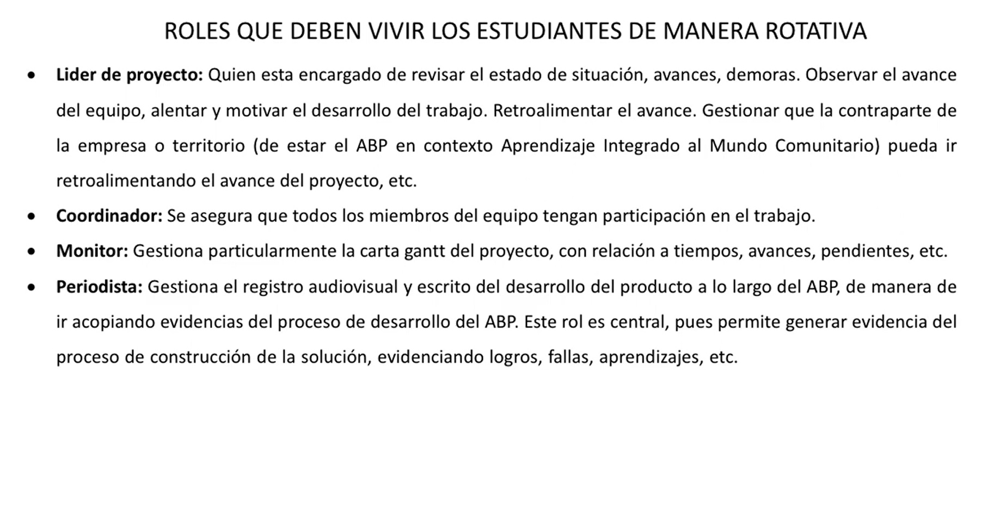 ROLES QUE DEBEN VIVIR LOS ESTUDIANTES DE MANERA ROTATIVA
• Lider de proyecto: Quien esta encargado de revisar el estado de situación, avances, demoras. Observar el avance
del equipo, alentar y motivar el desarrollo del trabajo. Retroalimentar el avance. Gestionar que la contraparte de
la empresa o territorio (de estar el ABP en contexto Aprendizaje Integrado al Mundo Comunitario) pueda ir
retroalimentando el avance del proyecto, etc.
• Coordinador: Se asegura que todos los miembros del equipo tengan participación en el trabajo.
• Monitor: Gestiona particularmente la carta gantt del proyecto, con relación a tiempos, avances, pendientes, etc.
• Periodista: Gestiona el registro audiovisual y escrito del desarrollo del producto a lo largo del ABP, de manera de
ir acopiando evidencias del proceso de desarrollo del ABP. Este rol es central, pues permite generar evidencia del
proceso de construcción de la solución, evidenciando logros, fallas, aprendizajes, etc.